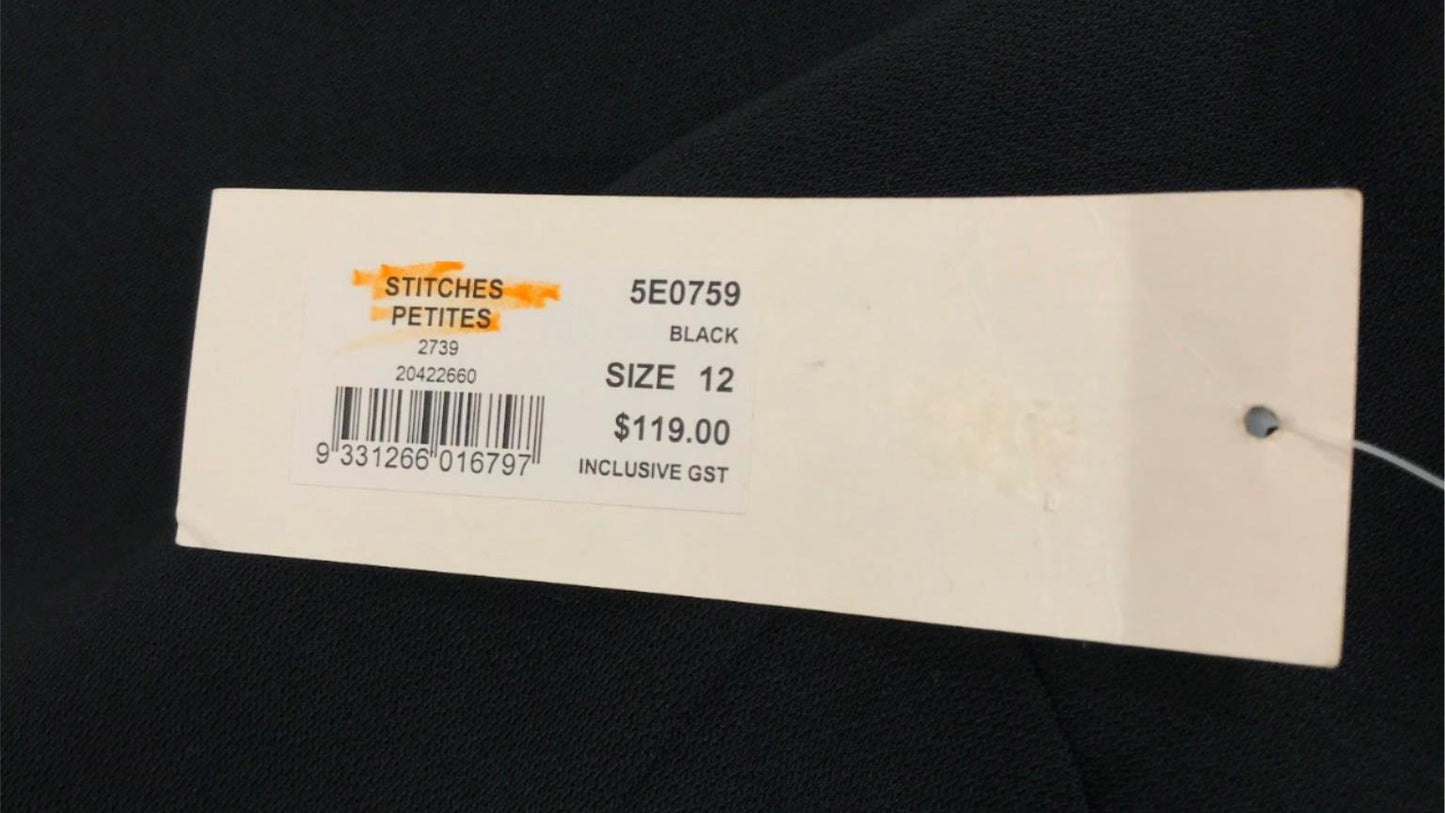 STITCHES
PETITES
2739
20422660
9 331266 016797
5E0759
BLACK
SIZE 12
$119.00
INCLUSIVE GST